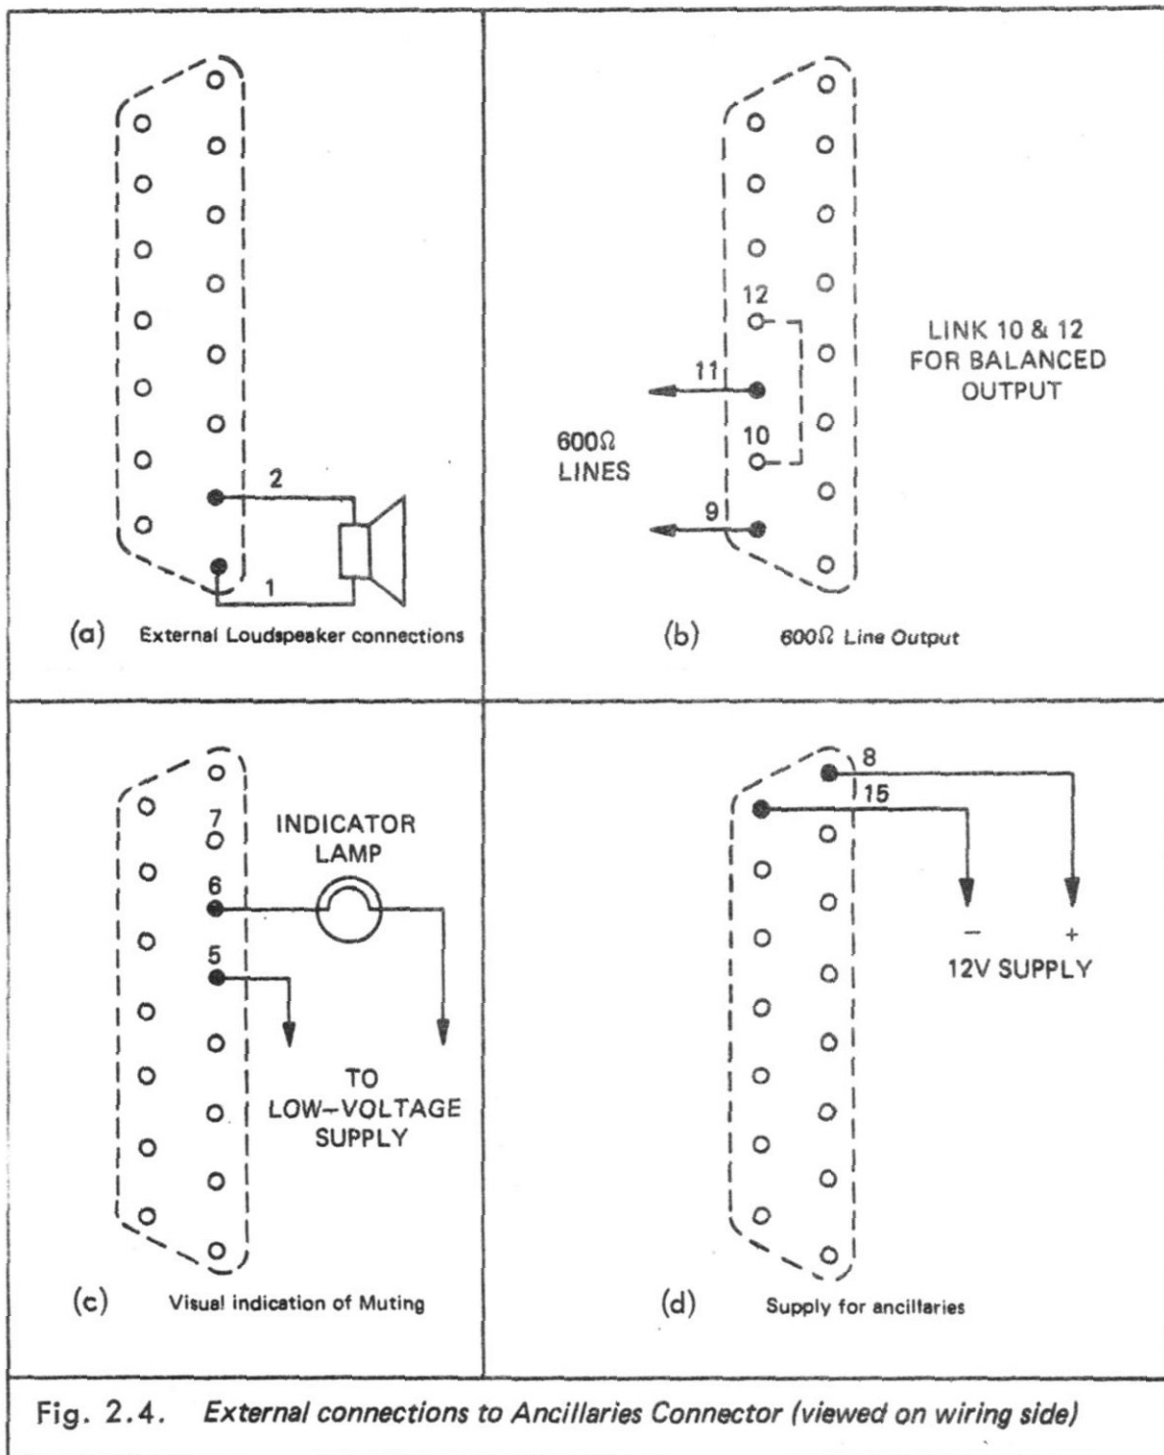 2
1
(a) External Loudspeaker connections
12
11
10
9
600Ω
LINES
LINK 10 & 12
FOR BALANCED
OUTPUT
(b) 600Ω Line Output
7
6
5
INDICATOR
LAMP
TO
LOW-VOLTAGE
SUPPLY
(c) Visual indication of Muting
8
15
− +
12V SUPPLY
(d) Supply for ancillaries
Fig. 2.4. External connections to Ancillaries Connector (viewed on wiring side)